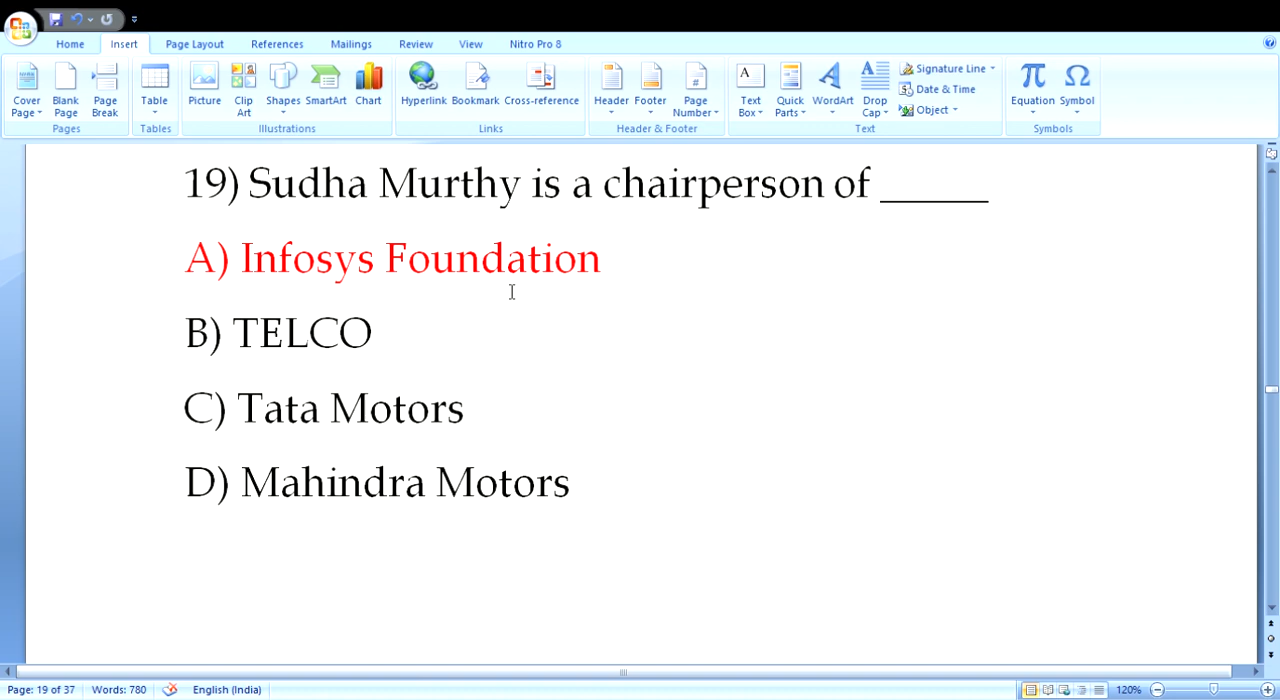 Home Insert Page Layout References Mailings Review View Nitro Pro 8
Cover Page Blank Page Page Break Table Picture Clip Art Shapes SmartArt Chart Hyperlink Bookmark Cross-reference Header Footer Page Number Text Box Quick Parts WordArt Drop Cap Signature Line Date & Time Object Equation Symbol
Pages Tables Illustrations Links Header & Footer Text Symbols
19) Sudha Murthy is a chairperson of ______
A) Infosys Foundation
B) TELCO
C) Tata Motors
D) Mahindra Motors
Page: 19 of 37 Words: 780 English (India) 120%